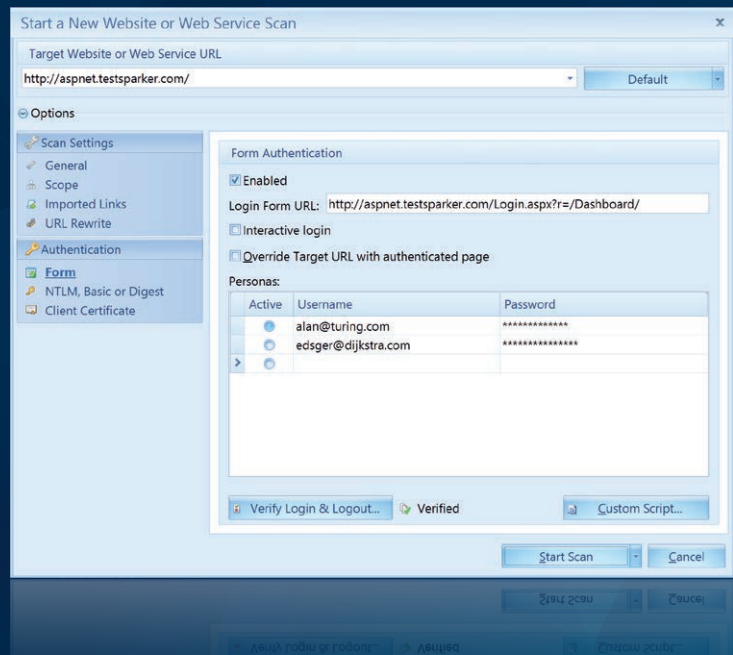 Start a New Website or Web Service Scan
Target Website or Web Service URL
http://aspnet.testsparker.com/
Default
Options
Scan Settings
General
Scope
Imported Links
URL Rewrite
Authentication
Form
NTLM, Basic or Digest
Client Certificate
Form Authentication
Enabled
Login Form URL: http://aspnet.testsparker.com/Login.aspx?r=/Dashboard/
Interactive login
Override Target URL with authenticated page
Personas:
Active Username Password
alan@turing.com *************
edsger@dijkstra.com ***************
Verify Login & Logout... Verified Custom Script...
Start Scan Cancel